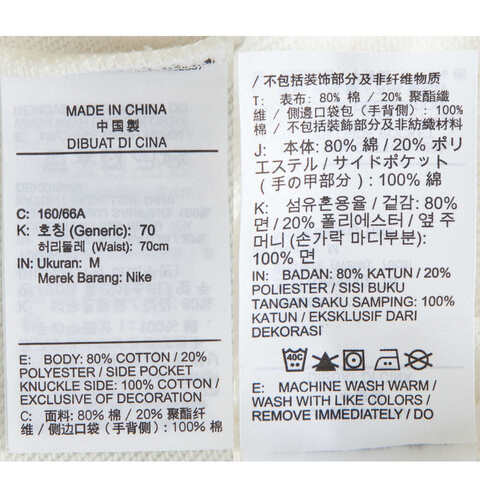 MADE IN CHINA
中国製
DIBUAT DI CINA
C: 160/66A
K: 호칭 (Generic): 70
허리둘레 (Waist): 70cm
IN: Ukuran: M
Merek Barang: Nike
E: BODY: 80% COTTON / 20%
POLYESTER / SIDE POCKET
KNUCKLE SIDE: 100% COTTON /
EXCLUSIVE OF DECORATION
C: 面料: 80% 棉 / 20% 聚酯纤
维 / 侧边口袋 (手背侧) : 100% 棉
/ 不包括装饰部分及非纤维物质
T: 表布: 80% 棉 / 20% 聚酯纖
維 / 側邊口袋包 (手背側) : 100%
棉 / 不包括装飾部分及非紡織材料
J: 本体: 80% 綿 / 20% ポリ
エステル / サイドポケット
( 手の甲部分 ) : 100% 綿
K: 섬유혼용율 / 겉감: 80%
면 / 20% 폴리에스터 / 옆 주
머니 (손가락 마디부분):
100% 면
IN: BADAN: 80% KATUN / 20%
POLIESTER / SISI BUKU
TANGAN SAKU SAMPING: 100%
KATUN / EKSKLUSIF DARI
DEKORASI
40C
E: MACHINE WASH WARM /
WASH WITH LIKE COLORS /
REMOVE IMMEDIATELY / DO